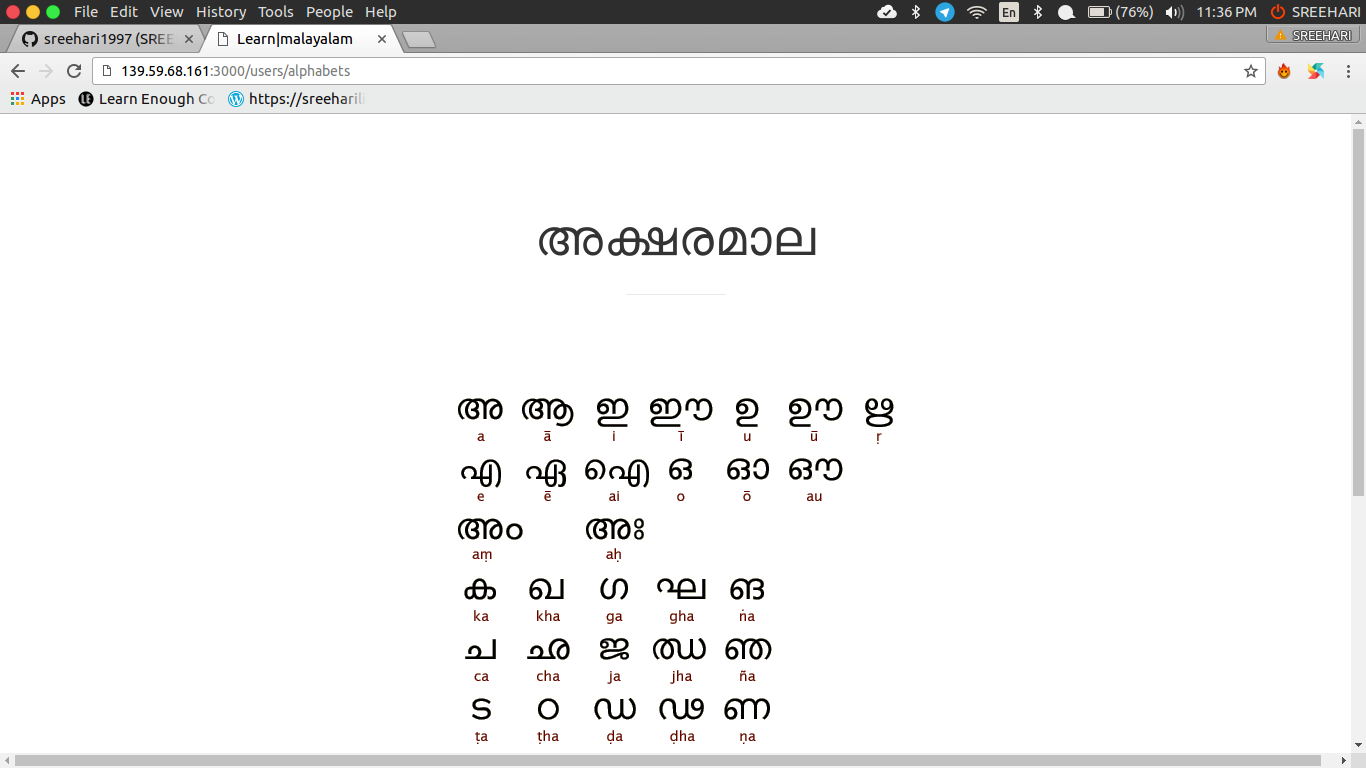 File Edit View History Tools People Help En (76%) 11:36 PM SREEHARI
sreehari1997 (SREE Learn|malayalam SREEHARI
139.59.68.161:3000/users/alphabets
Apps LE Learn Enough Co https://sreeharil
അക്ഷരമാല
അ ആ ഇ ഈ ഉ ഊ ഋ
a ā i ī u ū ṛ
എ ഏ ഐ ഒ ഓ ഔ
e ē ai o ō au
അം അഃ
aṃ aḥ
ക ഖ ഗ ഘ ങ
ka kha ga gha ṅa
ച ഛ ജ ഝ ഞ
ca cha ja jha ña
ട ഠ ഡ ഢ ണ
ṭa ṭha ḍa ḍha ṇa